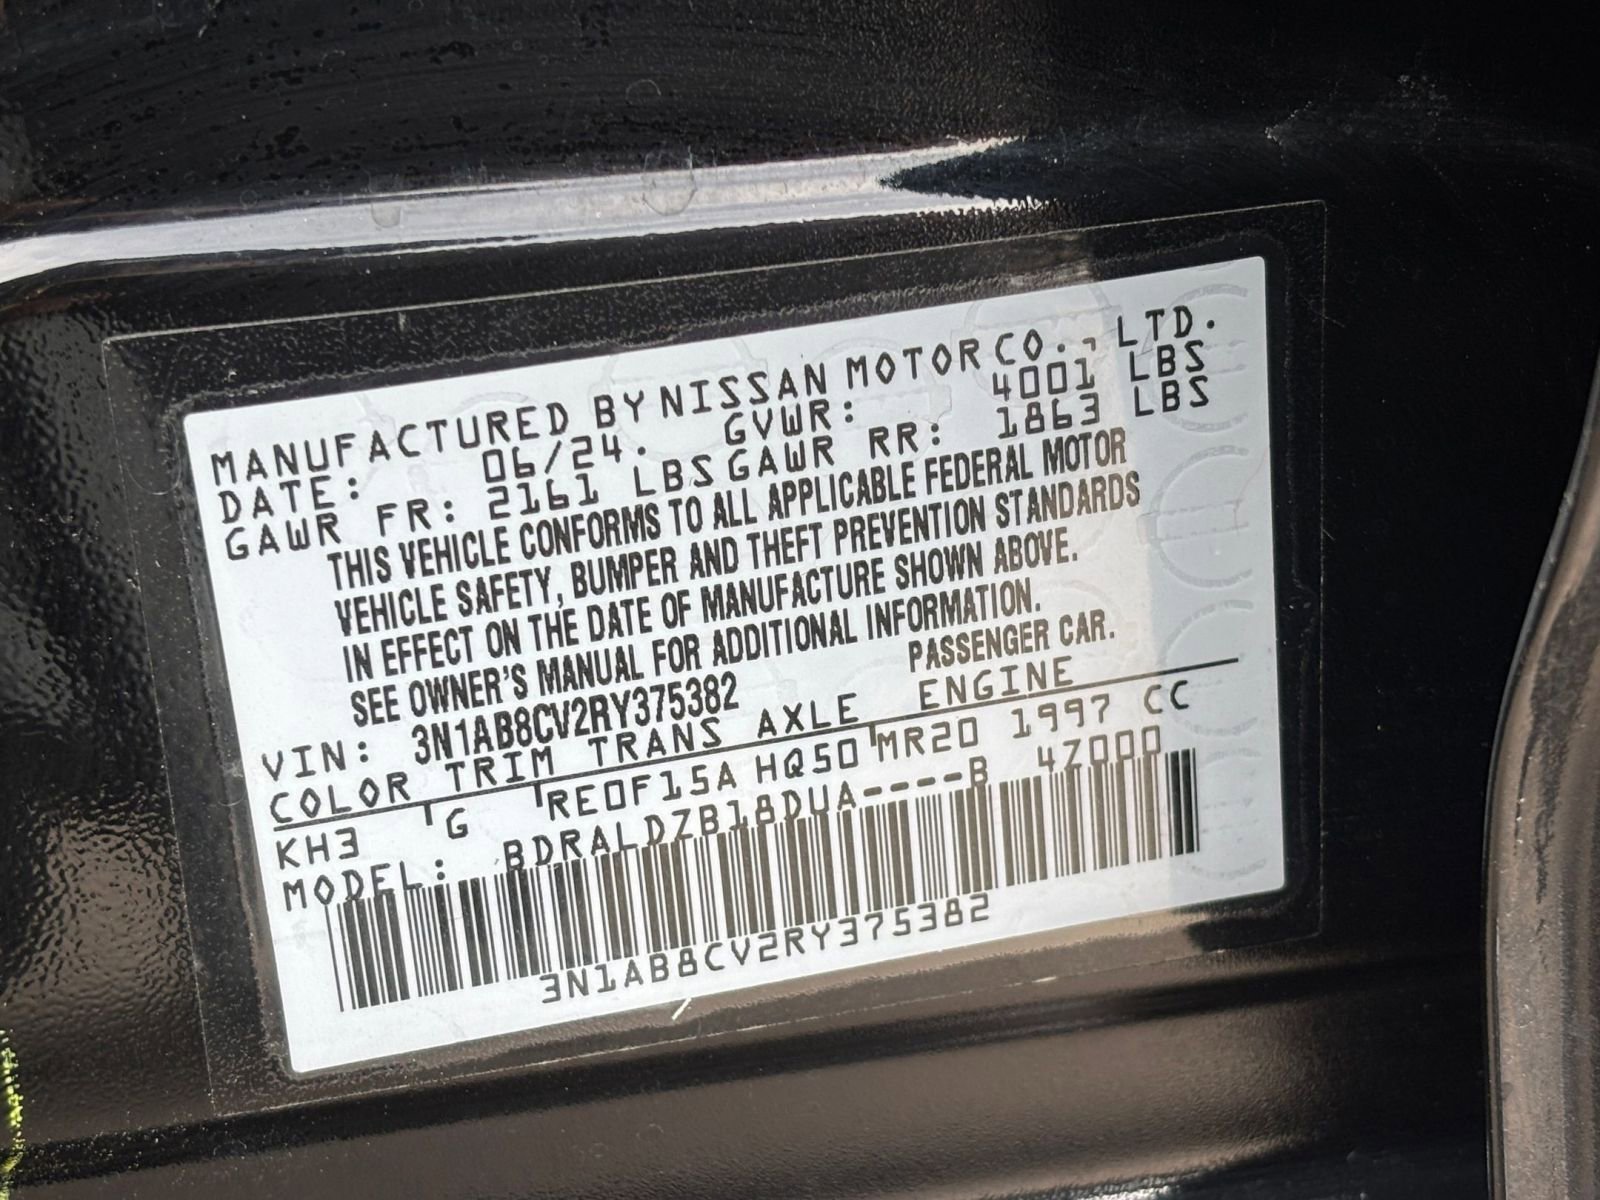 MANUFACTURED BY NISSAN MOTOR CO., LTD.
DATE: 06/24. GVWR: 4001 LBS
GAWR FR: 2161 LBS GAWR RR: 1863 LBS
THIS VEHICLE CONFORMS TO ALL APPLICABLE FEDERAL MOTOR
VEHICLE SAFETY, BUMPER AND THEFT PREVENTION STANDARDS
IN EFFECT ON THE DATE OF MANUFACTURE SHOWN ABOVE.
SEE OWNER'S MANUAL FOR ADDITIONAL INFORMATION.
VIN: 3N1AB8CV2RY375382 PASSENGER CAR.
COLOR TRIM TRANS AXLE ENGINE
KH3 G RE0F15A HQ50 MR20 1997 CC
MODEL: BDRALDZB18DUA----B 4Z000
3N1AB8CV2RY375382